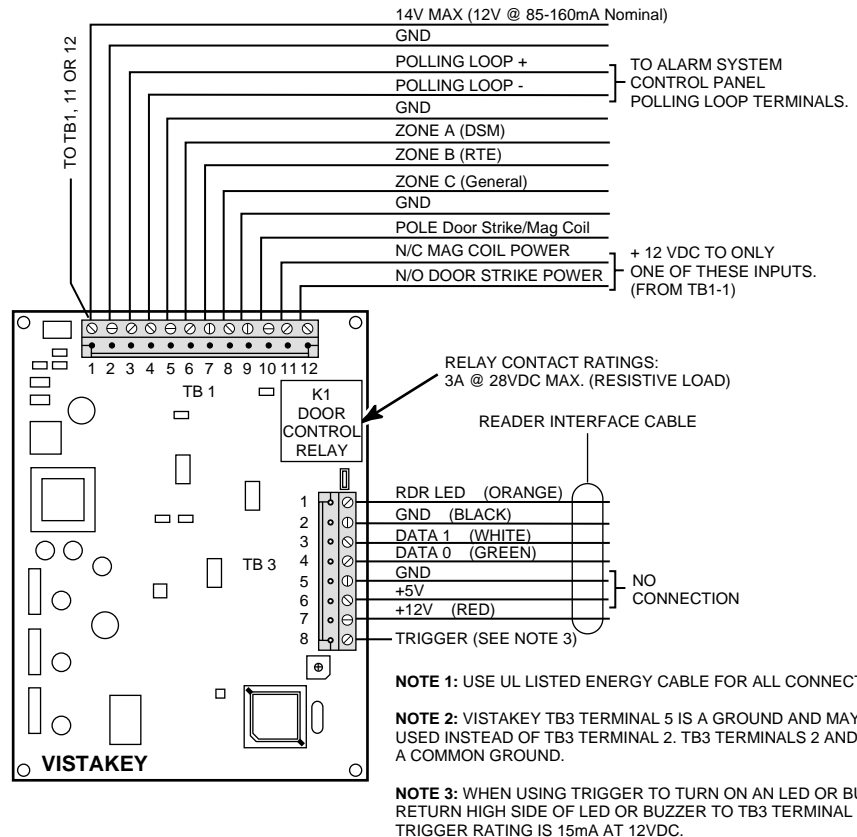 14V MAX (12V @ 85-160mA Nominal)
GND
POLLING LOOP +
POLLING LOOP -
TO ALARM SYSTEM
CONTROL PANEL
POLLING LOOP TERMINALS.
GND
ZONE A (DSM)
ZONE B (RTE)
ZONE C (General)
GND
POLE Door Strike/Mag Coil
N/C MAG COIL POWER
N/O DOOR STRIKE POWER
+ 12 VDC TO ONLY
ONE OF THESE INPUTS.
(FROM TB1-1)
TO TB1, 11 OR 12
1 2 3 4 5 6 7 8 9 10 11 12
TB 1
K1
DOOR
CONTROL
RELAY
RELAY CONTACT RATINGS:
3A @ 28VDC MAX. (RESISTIVE LOAD)
READER INTERFACE CABLE
TB 3
1 RDR LED (ORANGE)
2 GND (BLACK)
3 DATA 1 (WHITE)
4 DATA 0 (GREEN)
5 GND
6 +5V
7 +12V (RED)
8 TRIGGER (SEE NOTE 3)
NO
CONNECTION
VISTAKEY
NOTE 1: USE UL LISTED ENERGY CABLE FOR ALL
NOTE 2: VISTAKEY TB3 TERMINAL 5 IS A GROUND AND MAY
USED INSTEAD OF TB3 TERMINAL 2. TB3 TERMINALS 2 AND
A COMMON GROUND.
NOTE 3: WHEN USING TRIGGER TO TURN ON AN LED OR
RETURN HIGH SIDE OF LED OR BUZZER TO TB3 TERMINAL
TRIGGER RATING IS 15mA AT 12VDC.